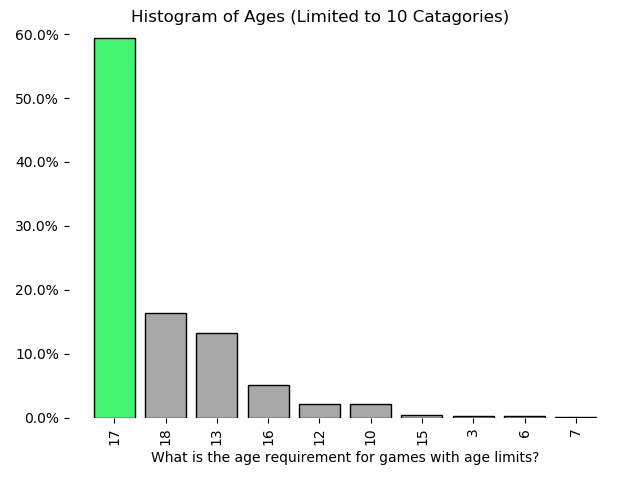 Histogram of Ages (Limited to 10 Catagories)
60.0%
50.0%
40.0%
30.0%
20.0%
10.0%
0.0%
17 18 13 16 12 10 15 3 6 7
What is the age requirement for games with age limits?